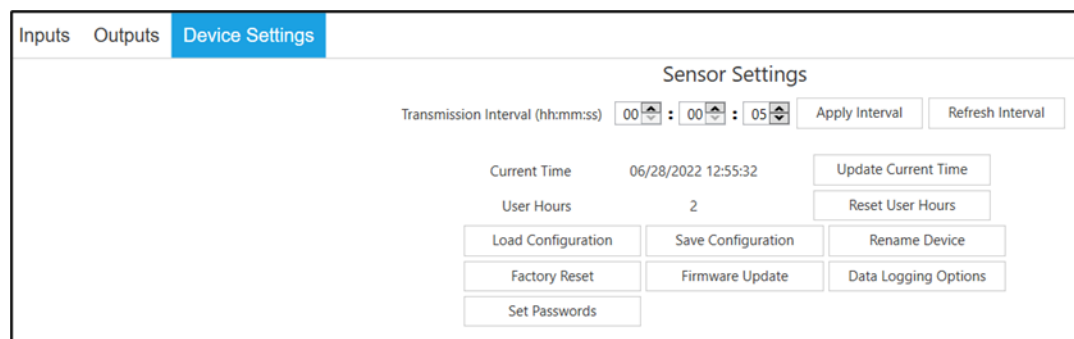 Inputs Outputs Device Settings
Sensor Settings
Transmission Interval (hh:mm:ss) 00 : 00 : 05 Apply Interval Refresh Interval
Current Time 06/28/2022 12:55:32 Update Current Time
User Hours 2 Reset User Hours
Load Configuration Save Configuration Rename Device
Factory Reset Firmware Update Data Logging Options
Set Passwords